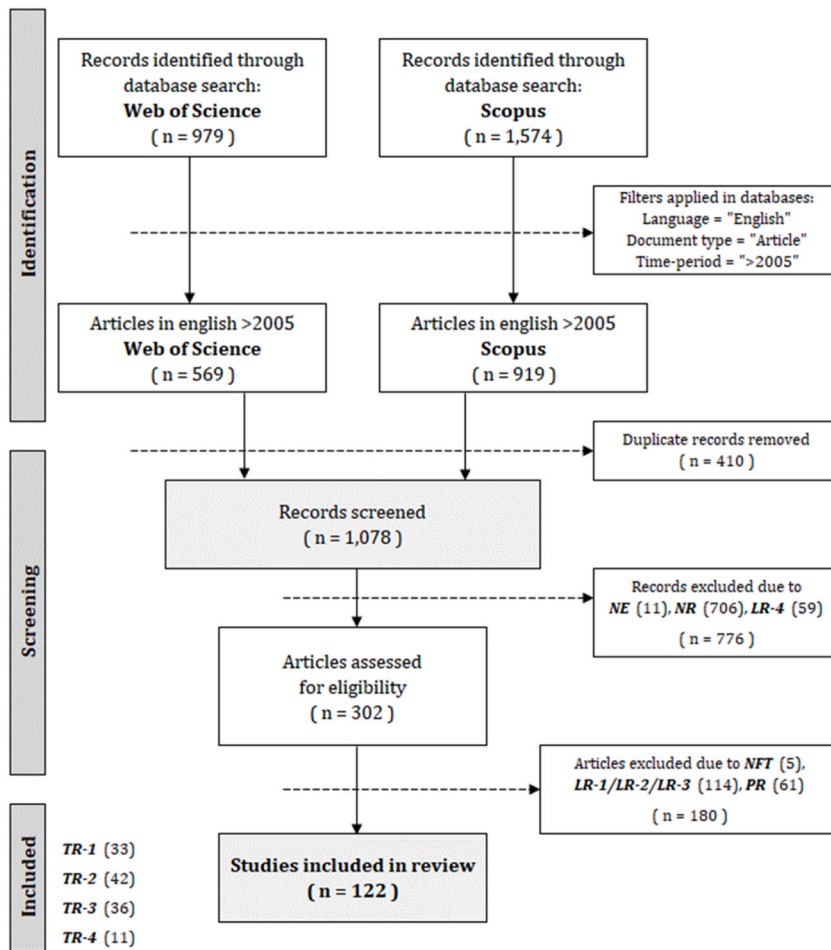 Identification
Records identified through
database search:
Web of Science
( n = 979 )
Records identified through
database search:
Scopus
( n = 1,574 )
Filters applied in databases:
Language = "English"
Document type = "Article"
Time-period = ">2005"
Articles in english >2005
Web of Science
( n = 569 )
Articles in english >2005
Scopus
( n = 919 )
Duplicate records removed
( n = 410 )
Screening
Records screened
( n = 1,078 )
Records excluded due to
NE (11), NR (706), LR-4 (59)
( n = 776 )
Articles assessed
for eligibility
( n = 302 )
Articles excluded due to NFT (5),
LR-1/LR-2/LR-3 (114), PR (61)
( n = 180 )
Included
TR-1 (33)
TR-2 (42)
TR-3 (36)
TR-4 (11)
Studies included in review
( n = 122 )